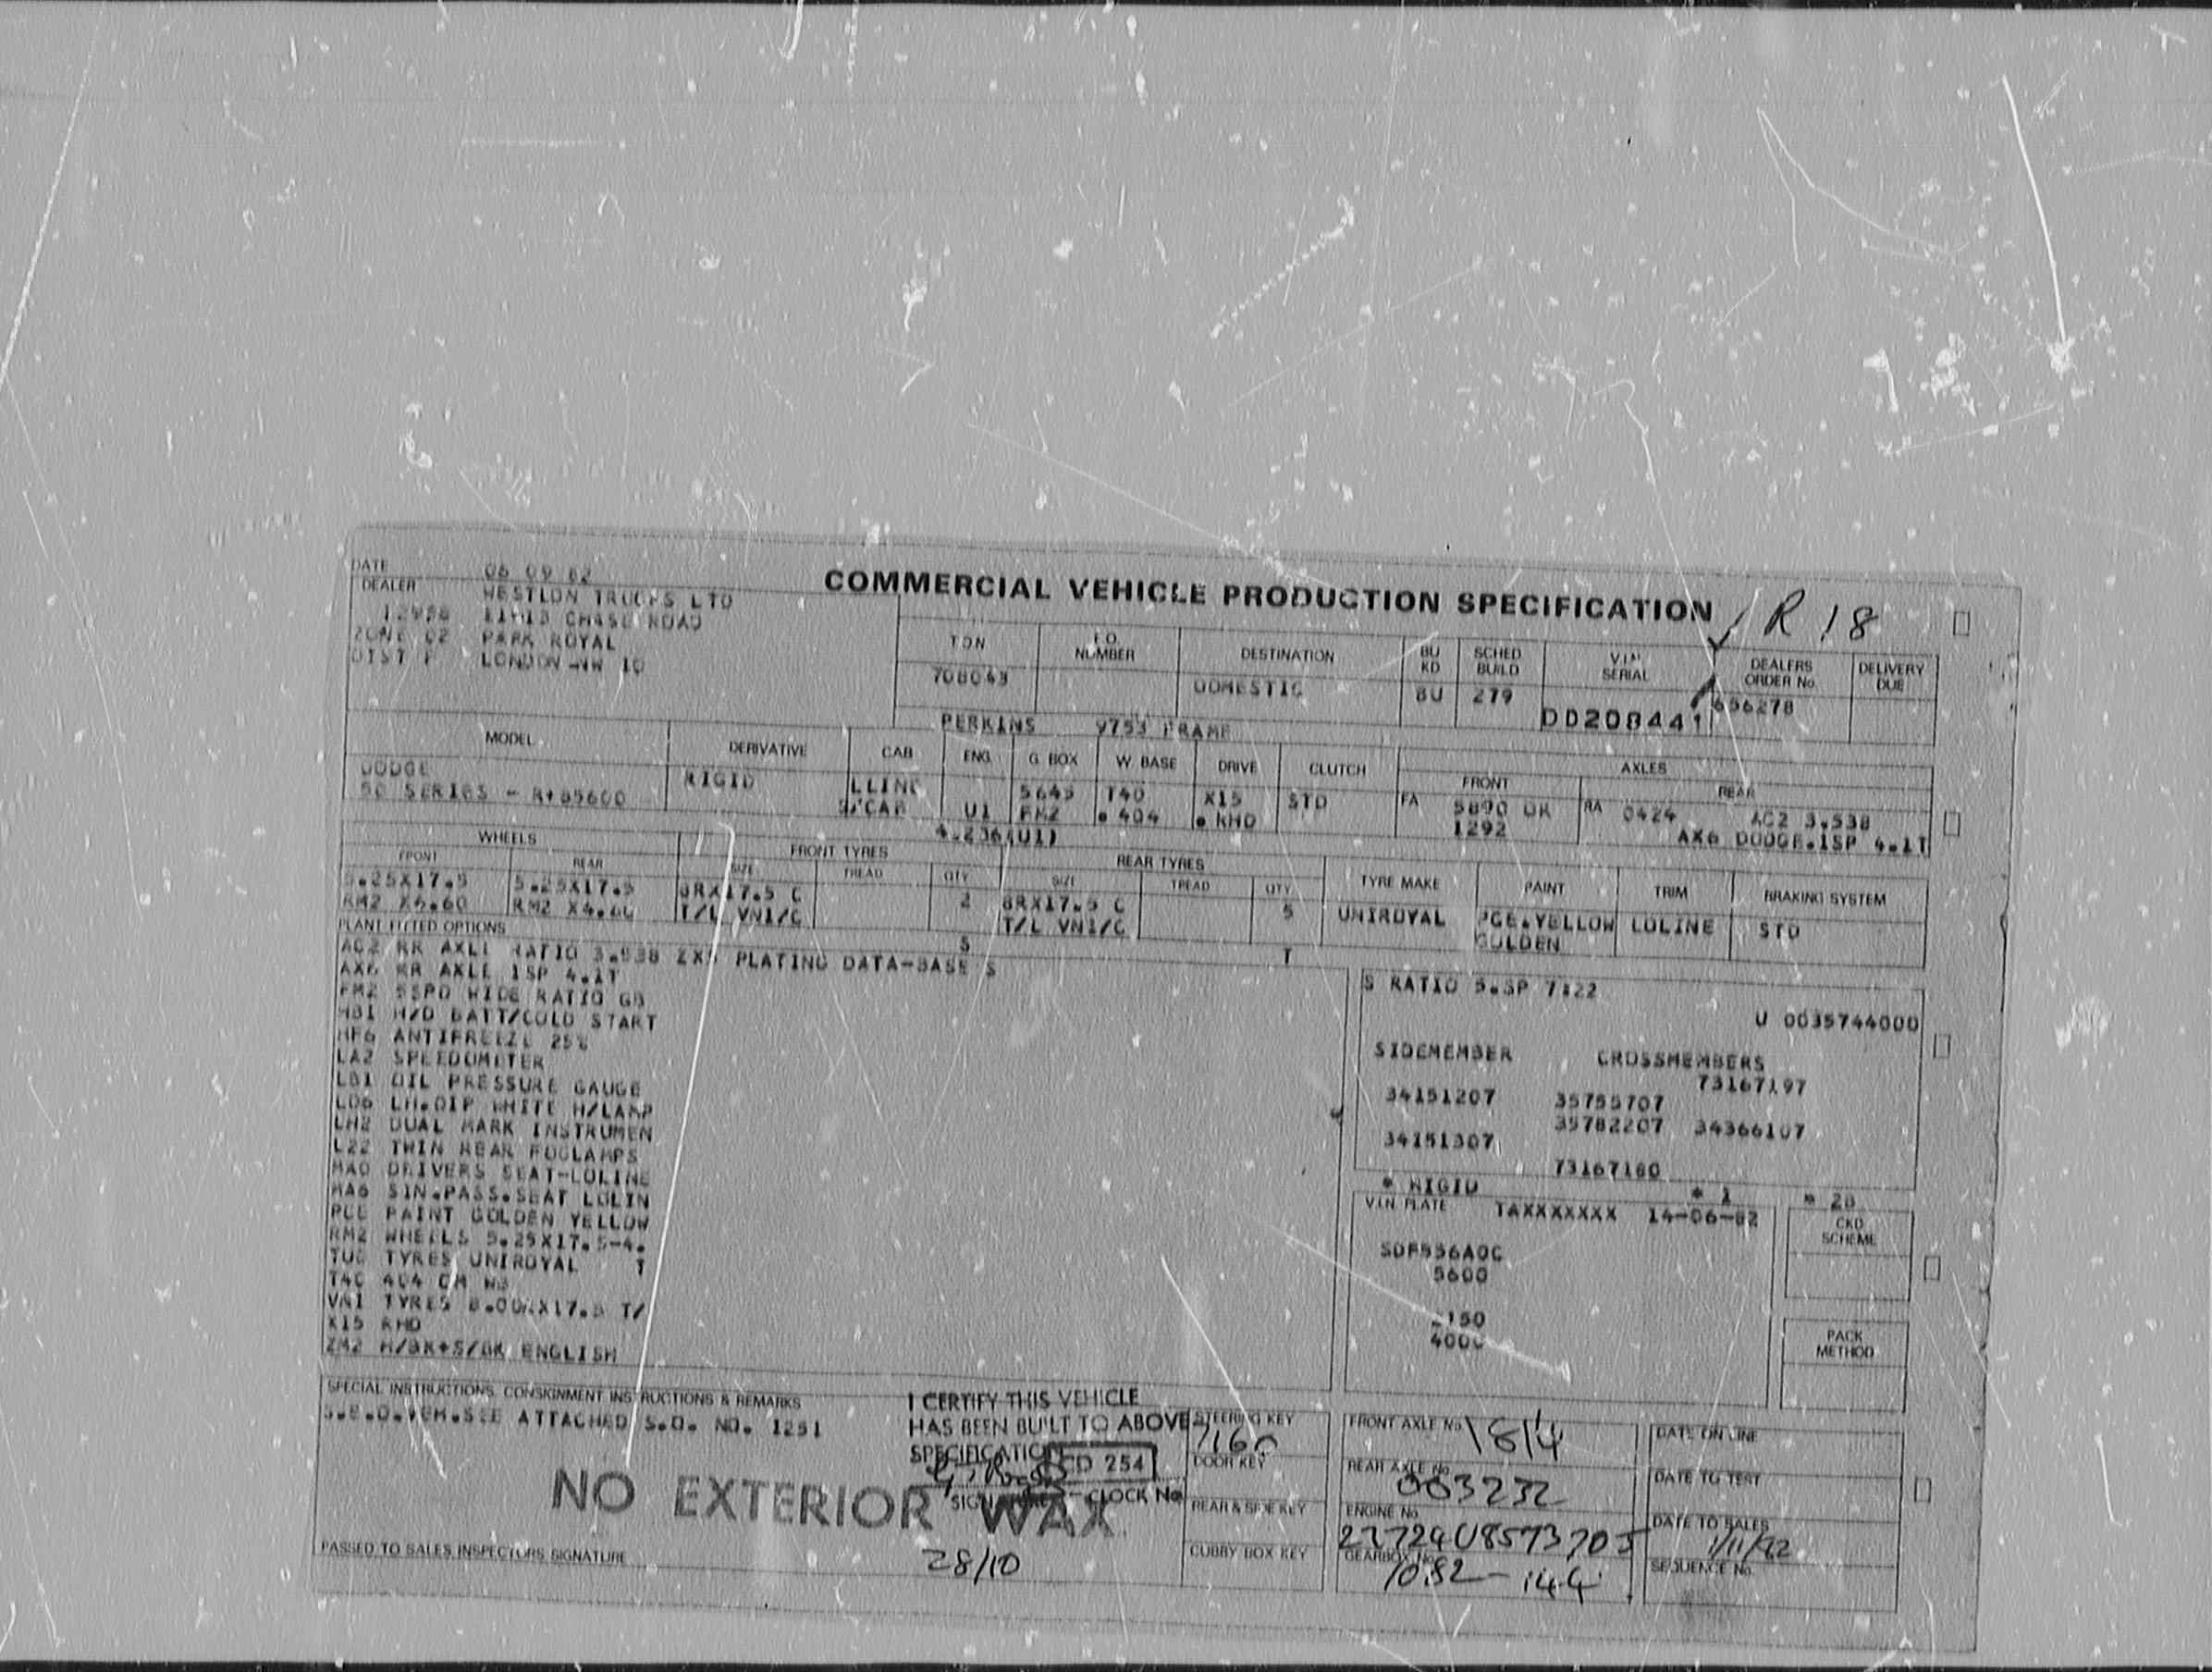 COMMERCIAL VEHICLE PRODUCTION SPECIFICATION
R 18
DATE 06 09 82
DEALER WESTLON TRUCKS LTD
11-13 CHASE ROAD
ZONE 02 PARK ROYAL
DIST F LONDON NW 10
TON
I.O. NUMBER
DESTINATION
BU KD
SCHED BUILD
V.I.N. SERIAL
DEALERS ORDER No.
DELIVERY DUE
708043 DOMESTIC BU 279 DD208441 656278
PERKINS 9753 FRAME
MODEL DERIVATIVE CAB ENG. G. BOX W BASE DRIVE CLUTCH AXLES
FRONT REAR
DODGE RIGID LLINE 5645 T40 X15 STD FA 5890 OR RA 0424 AC2 3.538
50 SERIES - S/CAB U1 FM2 • 404 • RHD 1292 AX6 DODGE.1SP 4.1T
4.236(U1)
WHEELS FRONT TYRES REAR TYRES TYRE MAKE PAINT TRIM BRAKING SYSTEM
FRONT REAR SIZE TREAD QTY SIZE TREAD QTY
5.25X17.5 5.25X17.5 8RX17.5 C 2 8RX17.5 C 5 UNIROYAL PCE.YELLOW LOLINE STD
RM2 X4.60 RM2 X4.60 T/L VN1/C T/L VN1/C GOLDEN
PLANT FITTED OPTIONS S T
AC2 RR AXLE RATIO 3.538 ZX5 PLATING DATA-BASE S
AX6 RR AXLE 1SP 4.1T
FM2 5SPD WIDE RATIO GB
HB1 H/D BATT/COLD START
HF6 ANTIFREEZE 25%
LA2 SPEEDOMETER
LB1 OIL PRESSURE GAUGE
LD6 LH.DIP WHITE H/LAMP
LH2 DUAL MARK INSTRUMEN
L22 TWIN REAR FOGLAMPS
MA0 DRIVERS SEAT-LOLINE
MA6 SIN.PASS.SEAT LOLIN
PCE PAINT GOLDEN YELLOW
RM2 WHEELS 5.25X17.5-4.
TUC TYRES UNIROYAL T
T40 404 CM WB
VN1 TYRES 8.00RX17.5 T/
X15 RHD
ZM2 H/BK+S/BK ENGLISH
S RATIO 5.SP 7:22
U 0035744000
SIDEMEMBER CROSSMEMBERS
73167197
34151207 35755707
35782207 34366107
34151307
73167180
* RIGID * 1 * 28
V.I.N. PLATE TAXXXXXXX 14-06-82
CKD SCHEME
5600
4000
PACK METHOD
SPECIAL INSTRUCTIONS, CONSIGNMENT INSTRUCTIONS & REMARKS
S.E.O.VEH.SEE ATTACHED S.O. NO. 1251
I CERTIFY THIS VEHICLE
HAS BEEN BUILT TO ABOVE
SPECIFICATION
CD 254
CLOCK No
NO EXTERIOR WAX
PASSED TO SALES INSPECTORS SIGNATURE
28/10
STEERING KEY
7160
DOOR KEY
REAR & SIDE KEY
CUBBY BOX KEY
FRONT AXLE No. 1814
REAR AXLE No.
003232
ENGINE No.
GEARBOX No.
1082 - 144
DATE ON LINE
DATE TO TEST
DATE TO SALES
1/11/82
SEQUENCE No.